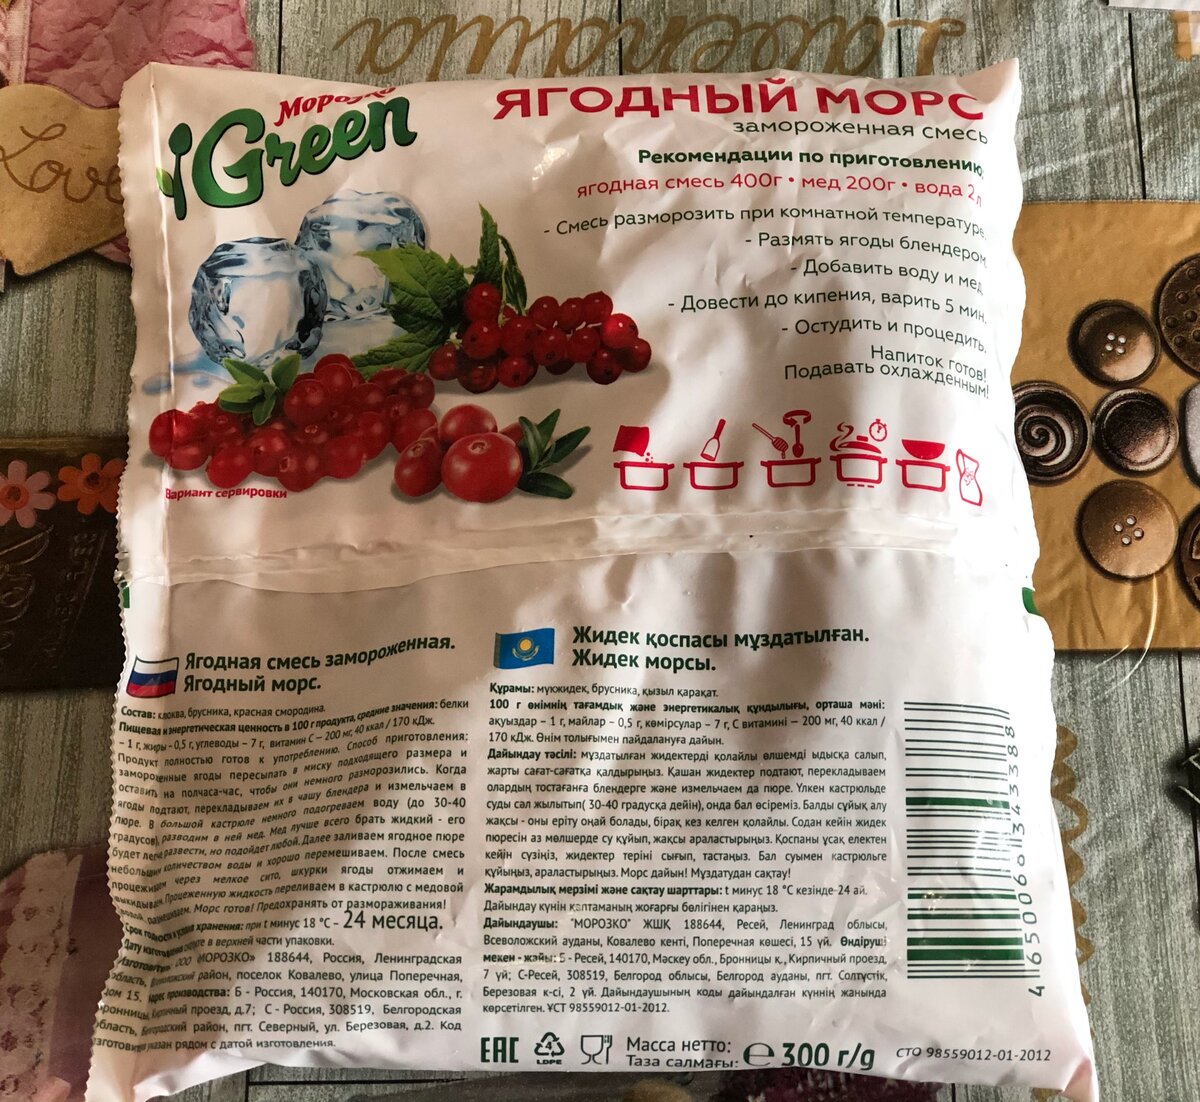 Лаванда
Love
Морозко
Green
ЯГОДНЫЙ МОРС
замороженная смесь
Рекомендации по приготовлению
ягодная смесь 400г • мед 200г • вода 2л
- Смесь разморозить при комнатной температуре.
- Размять ягоды блендером
- Добавить воду и мед
- Довести до кипения, варить 5 мин.
- Остудить и процедить.
Напиток готов!
Подавать охлажденным!
Вариант сервировки
Ягодная смесь замороженная.
Ягодный морс.
Состав: клюква, брусника, красная смородина.
Пищевая и энергетическая ценность в 100 г продукта, средние значения: белки
– 1 г, жиры - 0,5 г, углеводы – 7 г, витамин С – 200 мг, 40 ккал / 170 кДж.
Продукт полностью готов к употреблению. Способ приготовления:
замороженные ягоды пересыпать в миску подходящего размера и
оставить на полчаса-час, чтобы они немного разморозились. Когда
ягоды подтают, перекладываем их в чашу блендера и измельчаем в
пюре. В большой кастрюле немного подогреваем воду (до 30-40
градусов), разводим в ней мед. Мед лучше всего брать жидкий - его
будет легче развести, но подойдет любой. Далее заливаем ягодное пюре
небольшим количеством воды и хорошо перемешиваем. После смесь
процеживаем через мелкое сито, шкурки ягоды отжимаем и
выкидываем. Процеженную жидкость переливаем в кастрюлю с медовой
водой, размешаем. Морс готов! Предохранять от размораживания!
Срок годности и условия хранения: при t минус 18 °С – 24 месяца.
Дату изготовления смотрите в верхней части упаковки.
Изготовитель: ООО "МОРОЗКО" 188644, Россия, Ленинградская
область, Всеволожский район, поселок Ковалево, улица Поперечная,
дом 15. Адрес производства: Б - Россия, 140170, Московская обл., г.
Бронницы, Кирпичный проезд, д.7; С - Россия, 308519, Белгородская
область, Белгородский район, пгт. Северный, ул. Березовая, д.2. Код
изготовителя указан рядом с датой изготовления.
Жидек қоспасы мұздатылған.
Жидек морсы.
Құрамы: мүкжидек, брусника, қызыл қарақат.
100 г өнімнің тағамдық және энергетикалық құндылығы, орташа мәні:
ақуыздар – 1 г, майлар – 0,5 г, көмірсулар – 7 г, С витамині – 200 мг, 40 ккал /
170 кДж. Өнім толығымен пайдалануға дайын.
Дайындау тәсілі: мұздатылған жидектерді қолайлы өлшемді ыдысқа салып,
жарты сағат-сағатқа қалдырыңыз. Қашан жидектер подтают, перекладываем
олардың тостағанға блендерге және измельчаем да пюре. Үлкен кастрюльде
суды сал жылытып( 30-40 градусқа дейін), онда бал өсіреміз. Балды сұйық алу
жақсы - оны еріту оңай болады, бірақ кез келген қолайлы. Содан кейін жидек
пюресін аз мөлшерде су құйып, жақсы араластырыңыз. Қоспаны ұсақ електен
кейін сүзіңіз, жидектер теріні сығып, тастаңыз. Бал суымен кастрюльге
құйыңыз, араластырыңыз. Морс дайын! Мұздатудан сақтау!
Жарамдылық мерзімі және сақтау шарттары: t минус 18 °С кезінде-24 ай.
Дайындау күнін қаптаманың жоғарғы бөлігінен қараңыз.
Дайындаушы: "МОРОЗКО" ЖШҚ 188644, Ресей, Ленинград облысы,
Всеволожский ауданы, Ковалево кенті, Поперечная көшесі, 15 үй. Өндіруші
мекен - жайы: Б - Ресей, 140170, Мәскеу обл., Бронницы қ., Кирпичный проезд,
7 үй; С-Ресей, 308519, Белгород облысы, Белгород ауданы, пгт. Солтүстік,
Березовая к-сі, 2 үй. Дайындаушының коды дайындалған күннің жанында
көрсетілген. ҰСТ 98559012-01-2012.
4 650066 343388
ЕАС
4
LDPE
Масса нетто:
Таза салмағы:
℮ 300 г/g
СТО 98559012-01-2012